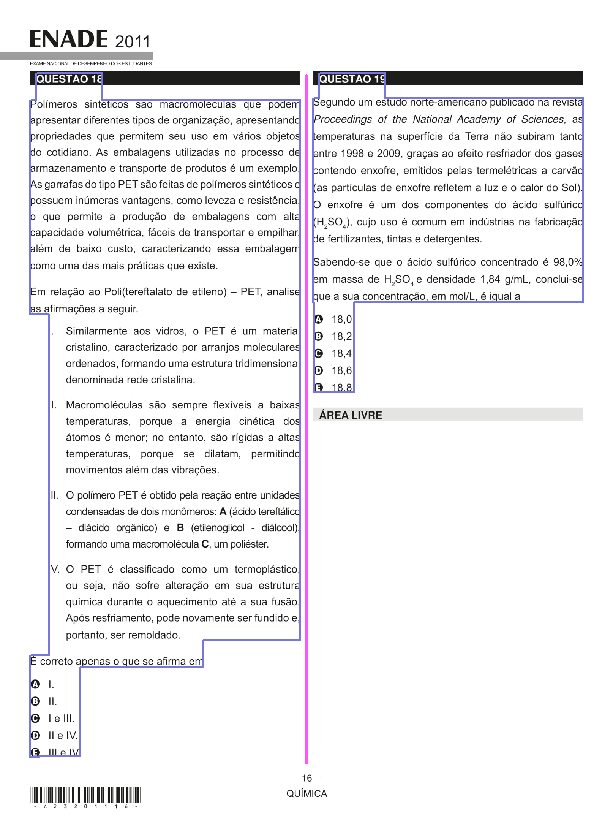 ENADE 2011
EXAME NACIONAL DE DESEMPENHO DOS ESTUDANTES
QUESTÃO 18
Polímeros sintéticos são macromoléculas que podem
apresentar diferentes tipos de organização, apresentando
propriedades que permitem seu uso em vários objetos
do cotidiano. As embalagens utilizadas no processo de
armazenamento e transporte de produtos é um exemplo.
As garrafas do tipo PET são feitas de polímeros sintéticos e
possuem inúmeras vantagens, como leveza e resistência,
o que permite a produção de embalagens com alta
capacidade volumétrica, fáceis de transportar e empilhar,
além de baixo custo, caracterizando essa embalagem
como uma das mais práticas que existe.
Em relação ao Poli(tereftalato de etileno) – PET, analise
as afirmações a seguir.
I. Similarmente aos vidros, o PET é um material
cristalino, caracterizado por arranjos moleculares
ordenados, formando uma estrutura tridimensional
denominada rede cristalina.
II. Macromoléculas são sempre flexíveis a baixas
temperaturas, porque a energia cinética dos
átomos é menor; no entanto, são rígidas a altas
temperaturas, porque se dilatam, permitindo
movimentos além das vibrações.
III. O polímero PET é obtido pela reação entre unidades
condensadas de dois monômeros: A (ácido tereftálico
– diácido orgânico) e B (etilenoglicol - diálcool),
formando uma macromolécula C, um poliéster.
IV. O PET é classificado como um termoplástico,
ou seja, não sofre alteração em sua estrutura
química durante o aquecimento até a sua fusão.
Após resfriamento, pode novamente ser fundido e,
portanto, ser remoldado.
É correto apenas o que se afirma em
A I.
B II.
C I e III.
D II e IV.
E III e IV.
QUESTÃO 19
Segundo um estudo norte-americano publicado na revista
Proceedings of the National Academy of Sciences, as
temperaturas na superfície da Terra não subiram tanto
entre 1998 e 2009, graças ao efeito resfriador dos gases
contendo enxofre, emitidos pelas termelétricas a carvão
(as partículas de enxofre refletem a luz e o calor do Sol).
O enxofre é um dos componentes do ácido sulfúrico
(H₂SO₄), cujo uso é comum em indústrias na fabricação
de fertilizantes, tintas e detergentes.
Sabendo-se que o ácido sulfúrico concentrado é 98,0%
em massa de H₂SO₄ e densidade 1,84 g/mL, conclui-se
que a sua concentração, em mol/L, é igual a
A 18,0.
B 18,2.
C 18,4.
D 18,6.
E 18,8.
ÁREA LIVRE
16
QUÍMICA